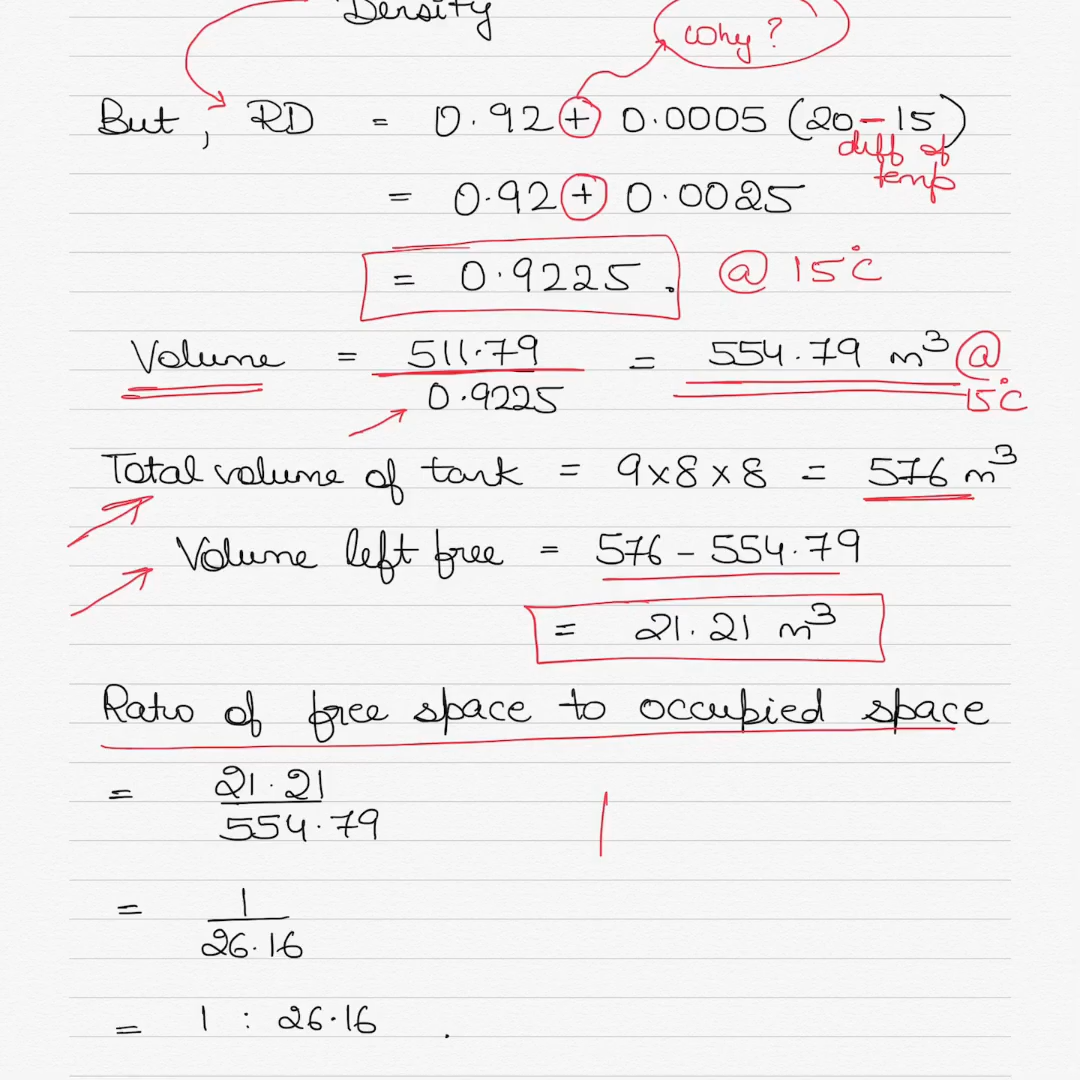 Density
Why?
But, RD = 0.92 + 0.0005 (20 - 15)
diff of temp
= 0.92 + 0.0025
= 0.9225. @ 15°C
Volume = 511.79 / 0.9225 = 554.79 m³ @ 15°C
Total volume of tank = 9 x 8 x 8 = 576 m³
Volume left free = 576 - 554.79
= 21.21 m³
Ratio of free space to occupied space
= 21.21 / 554.79
= 1 / 26.16
= 1 : 26.16 .